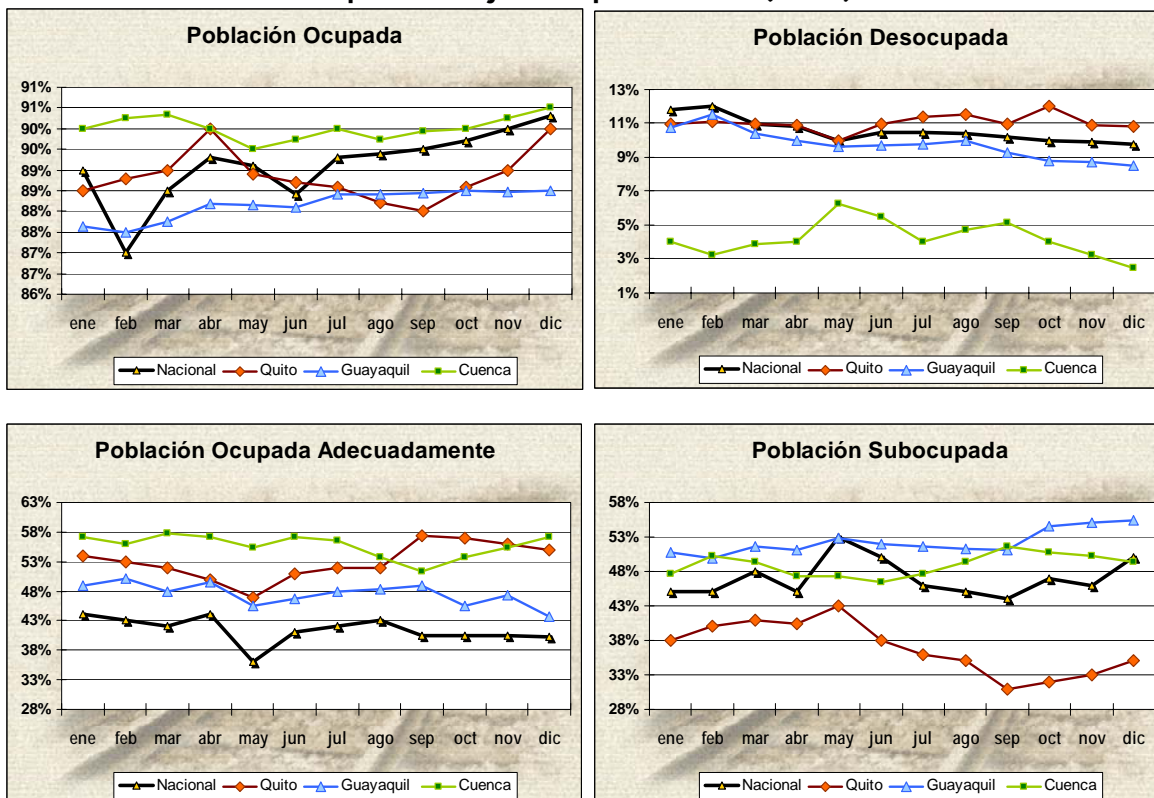 Población Ocupada
91%
91%
90%
90%
89%
89%
88%
88%
87%
87%
86%
ene feb mar abr may jun jul ago sep oct nov dic
Nacional Quito Guayaquil Cuenca
Población Desocupada
13%
11%
9%
7%
5%
3%
1%
ene feb mar abr may jun jul ago sep oct nov dic
Nacional Quito Guayaquil Cuenca
Población Ocupada Adecuadamente
63%
58%
53%
48%
43%
38%
33%
28%
ene feb mar abr may jun jul ago sep oct nov dic
Nacional Quito Guayaquil Cuenca
Población Subocupada
58%
53%
48%
43%
38%
33%
28%
ene feb mar abr may jun jul ago sep oct nov dic
Nacional Quito Guayaquil Cuenca